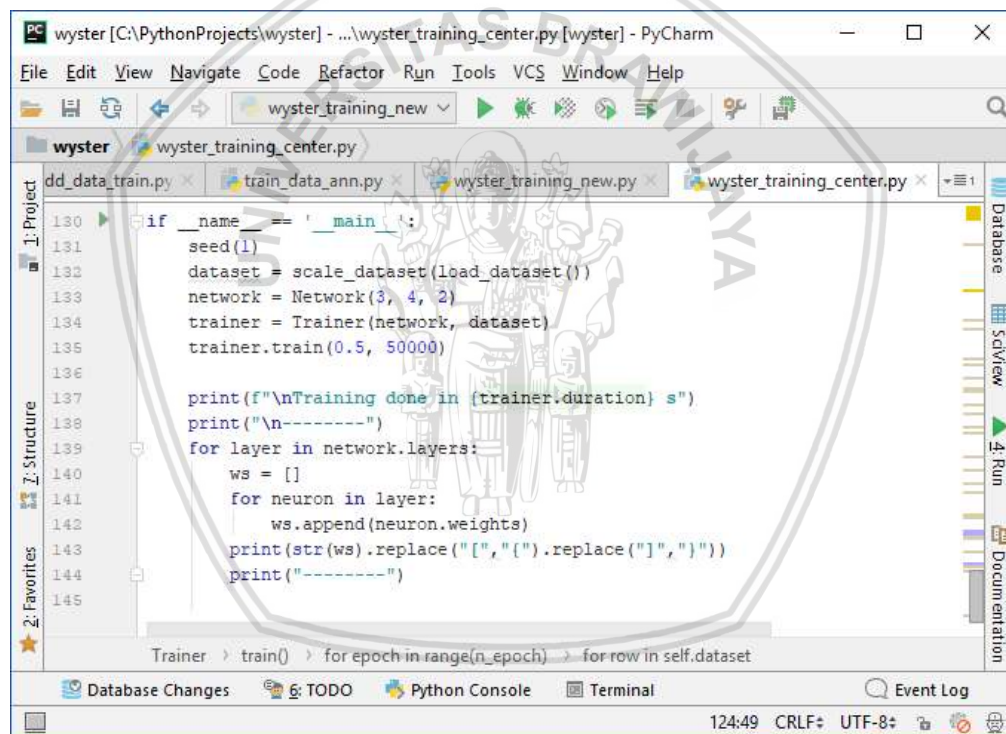 PC wyster [C:\PythonProjects\wyster] - ...\wyster_training_center.py [wyster] - PyCharm
File Edit View Navigate Code Refactor Run Tools VCS Window Help
wyster_training_new
wyster wyster_training_center.py
dd_data_train.py train_data_ann.py wyster_training_new.py wyster_training_center.py 1
1: Project
7: Structure
2: Favorites
130 if __name__ == '__main__':
131 seed(1)
132 dataset = scale_dataset(load_dataset())
133 network = Network(3, 4, 2)
134 trainer = Trainer(network, dataset)
135 trainer.train(0.5, 50000)
136
137 print(f"\nTraining done in {trainer.duration} s")
138 print("\n--------")
139 for layer in network.layers:
140 ws = []
141 for neuron in layer:
142 ws.append(neuron.weights)
143 print(str(ws).replace("[","{").replace("]","}"))
144 print("--------")
145
Database
SciView
4: Run
Documentation
Trainer > train() > for epoch in range(n_epoch) > for row in self.dataset
Database Changes 6: TODO Python Console Terminal Event Log
124:49 CRLF UTF-8
UNIVERSITAS BRAWIJAYA